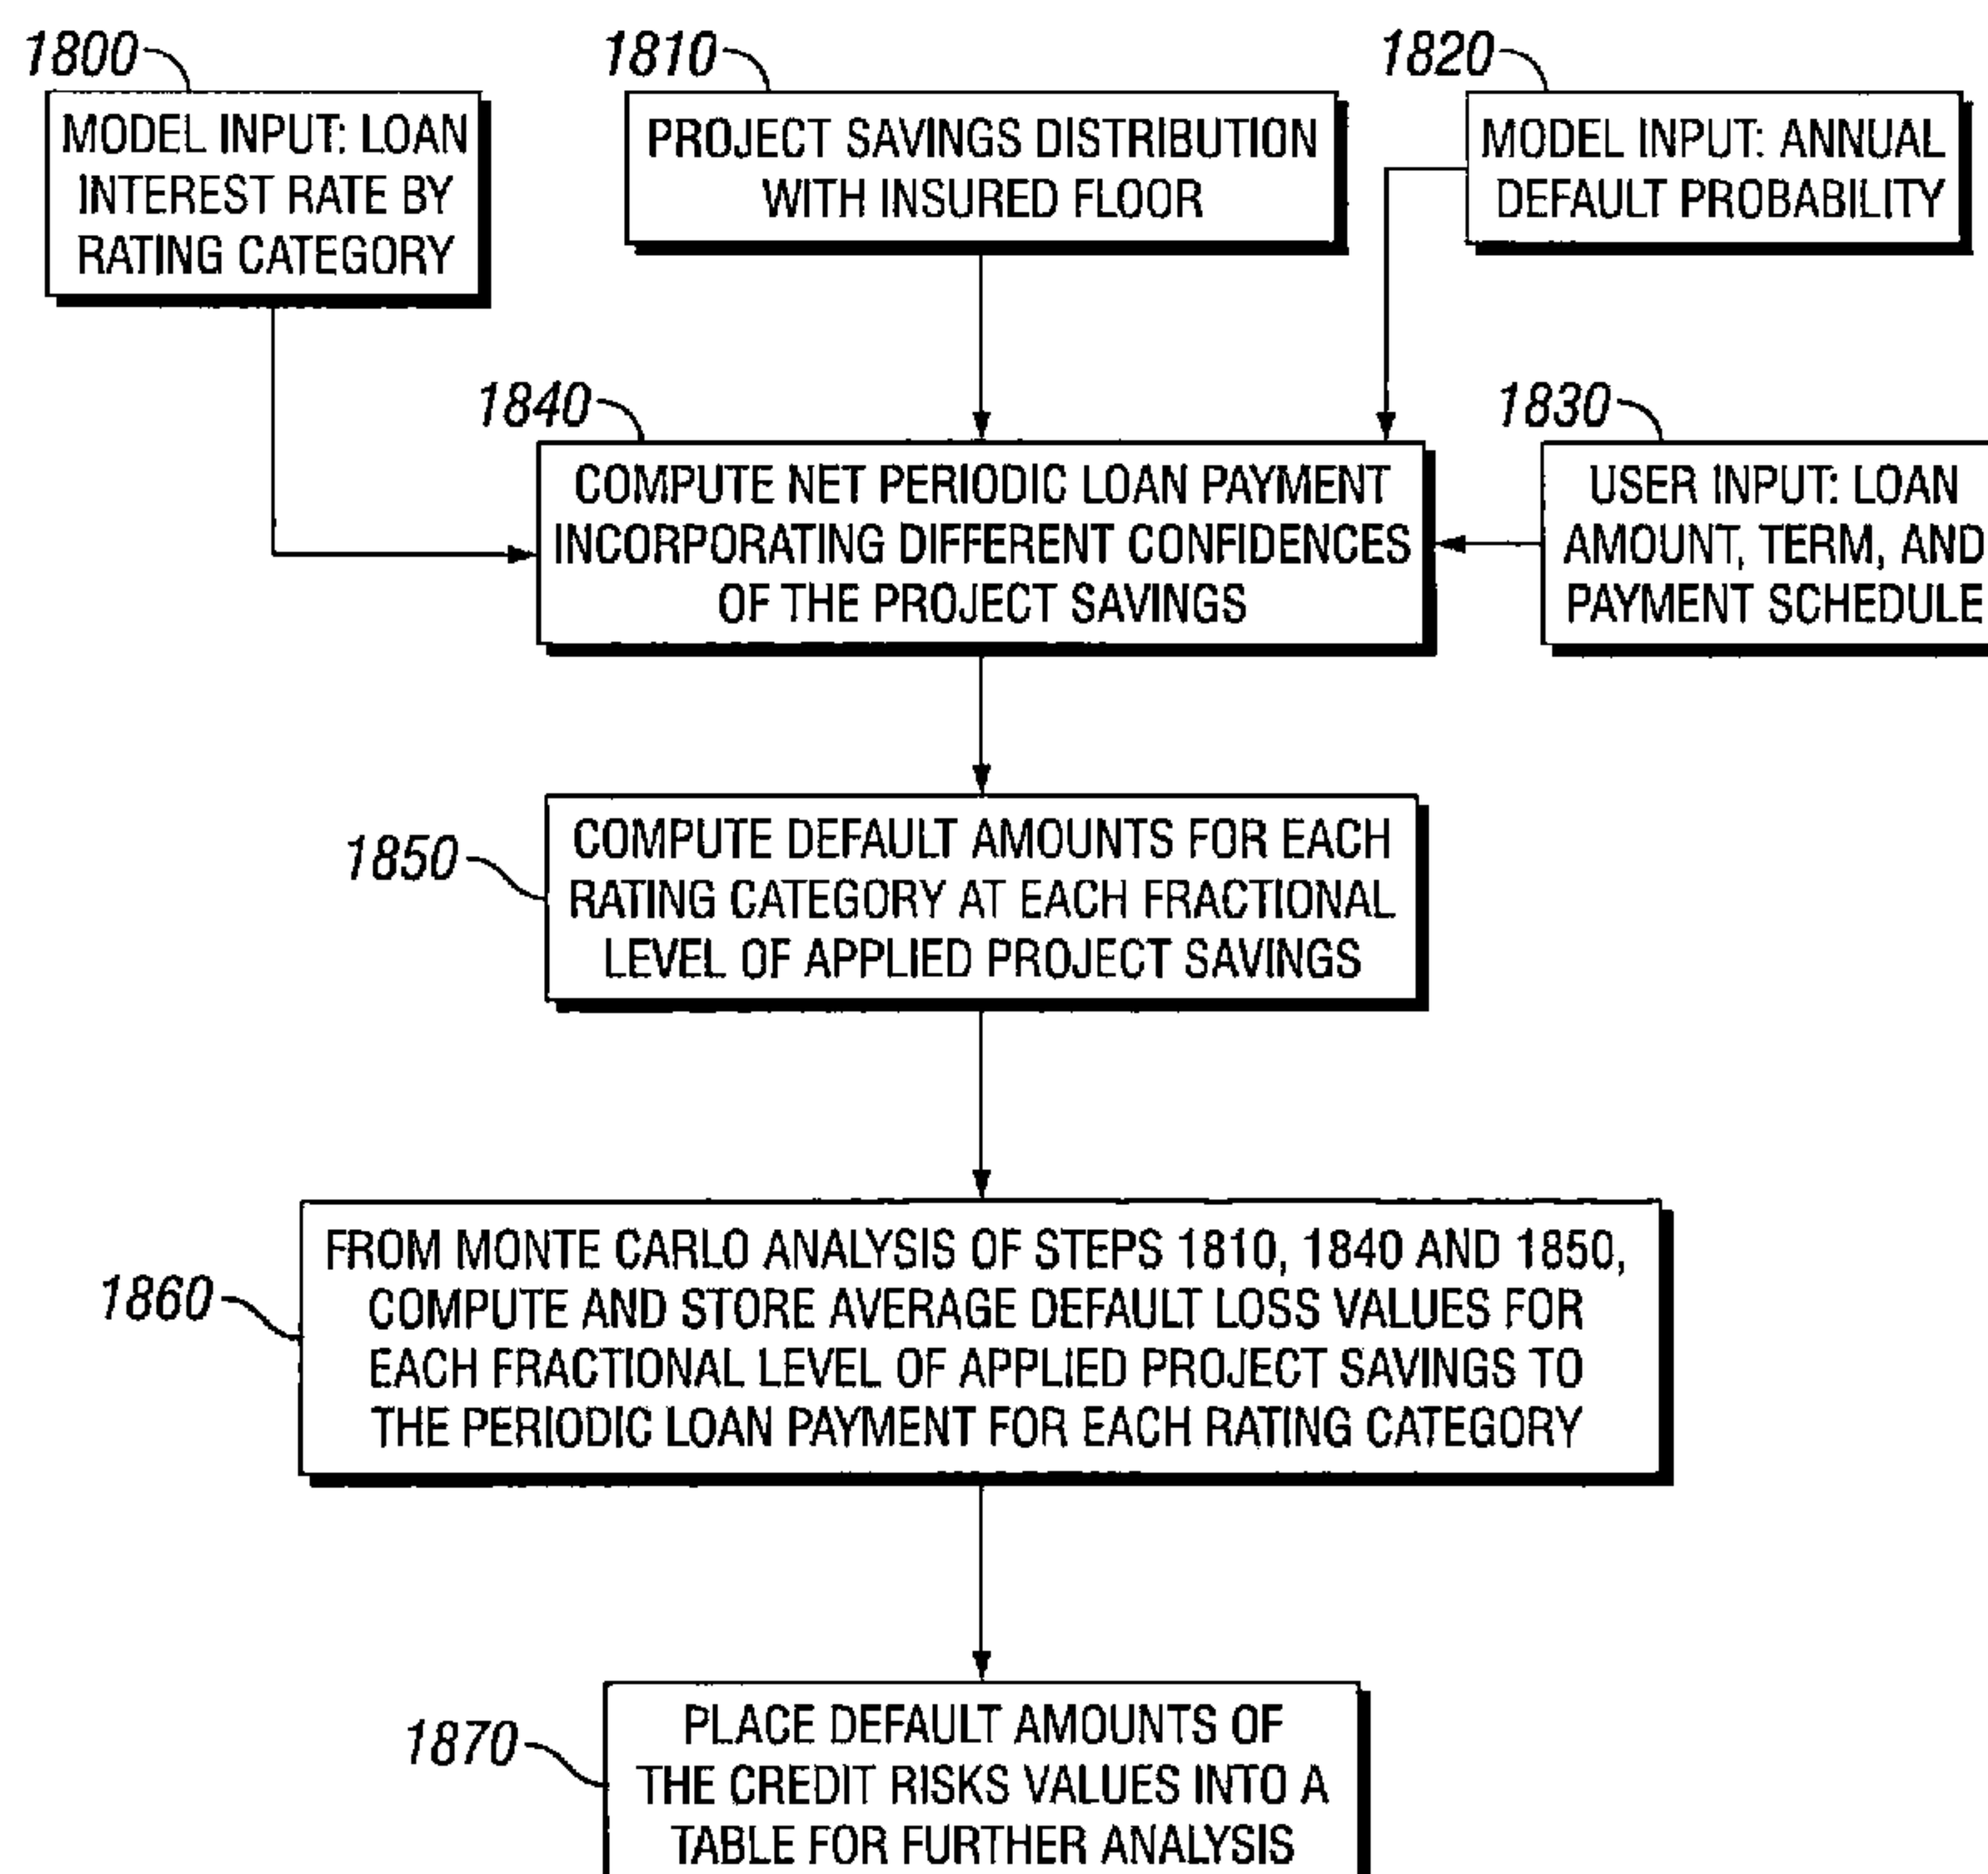 1800
MODEL INPUT: LOAN
INTEREST RATE BY
RATING CATEGORY
1810
PROJECT SAVINGS DISTRIBUTION
WITH INSURED FLOOR
1820
MODEL INPUT: ANNUAL
DEFAULT PROBABILITY
1840
COMPUTE NET PERIODIC LOAN PAYMENT
INCORPORATING DIFFERENT CONFIDENCES
OF THE PROJECT SAVINGS
1830
USER INPUT: LOAN
AMOUNT, TERM, AND
PAYMENT SCHEDULE
1850
COMPUTE DEFAULT AMOUNTS FOR EACH
RATING CATEGORY AT EACH FRACTIONAL
LEVEL OF APPLIED PROJECT SAVINGS
1860
FROM MONTE CARLO ANALYSIS OF STEPS 1810, 1840 AND 1850,
COMPUTE AND STORE AVERAGE DEFAULT LOSS VALUES FOR
EACH FRACTIONAL LEVEL OF APPLIED PROJECT SAVINGS TO
THE PERIODIC LOAN PAYMENT FOR EACH RATING CATEGORY
1870
PLACE DEFAULT AMOUNTS OF
THE CREDIT RISKS VALUES INTO A
TABLE FOR FURTHER ANALYSIS